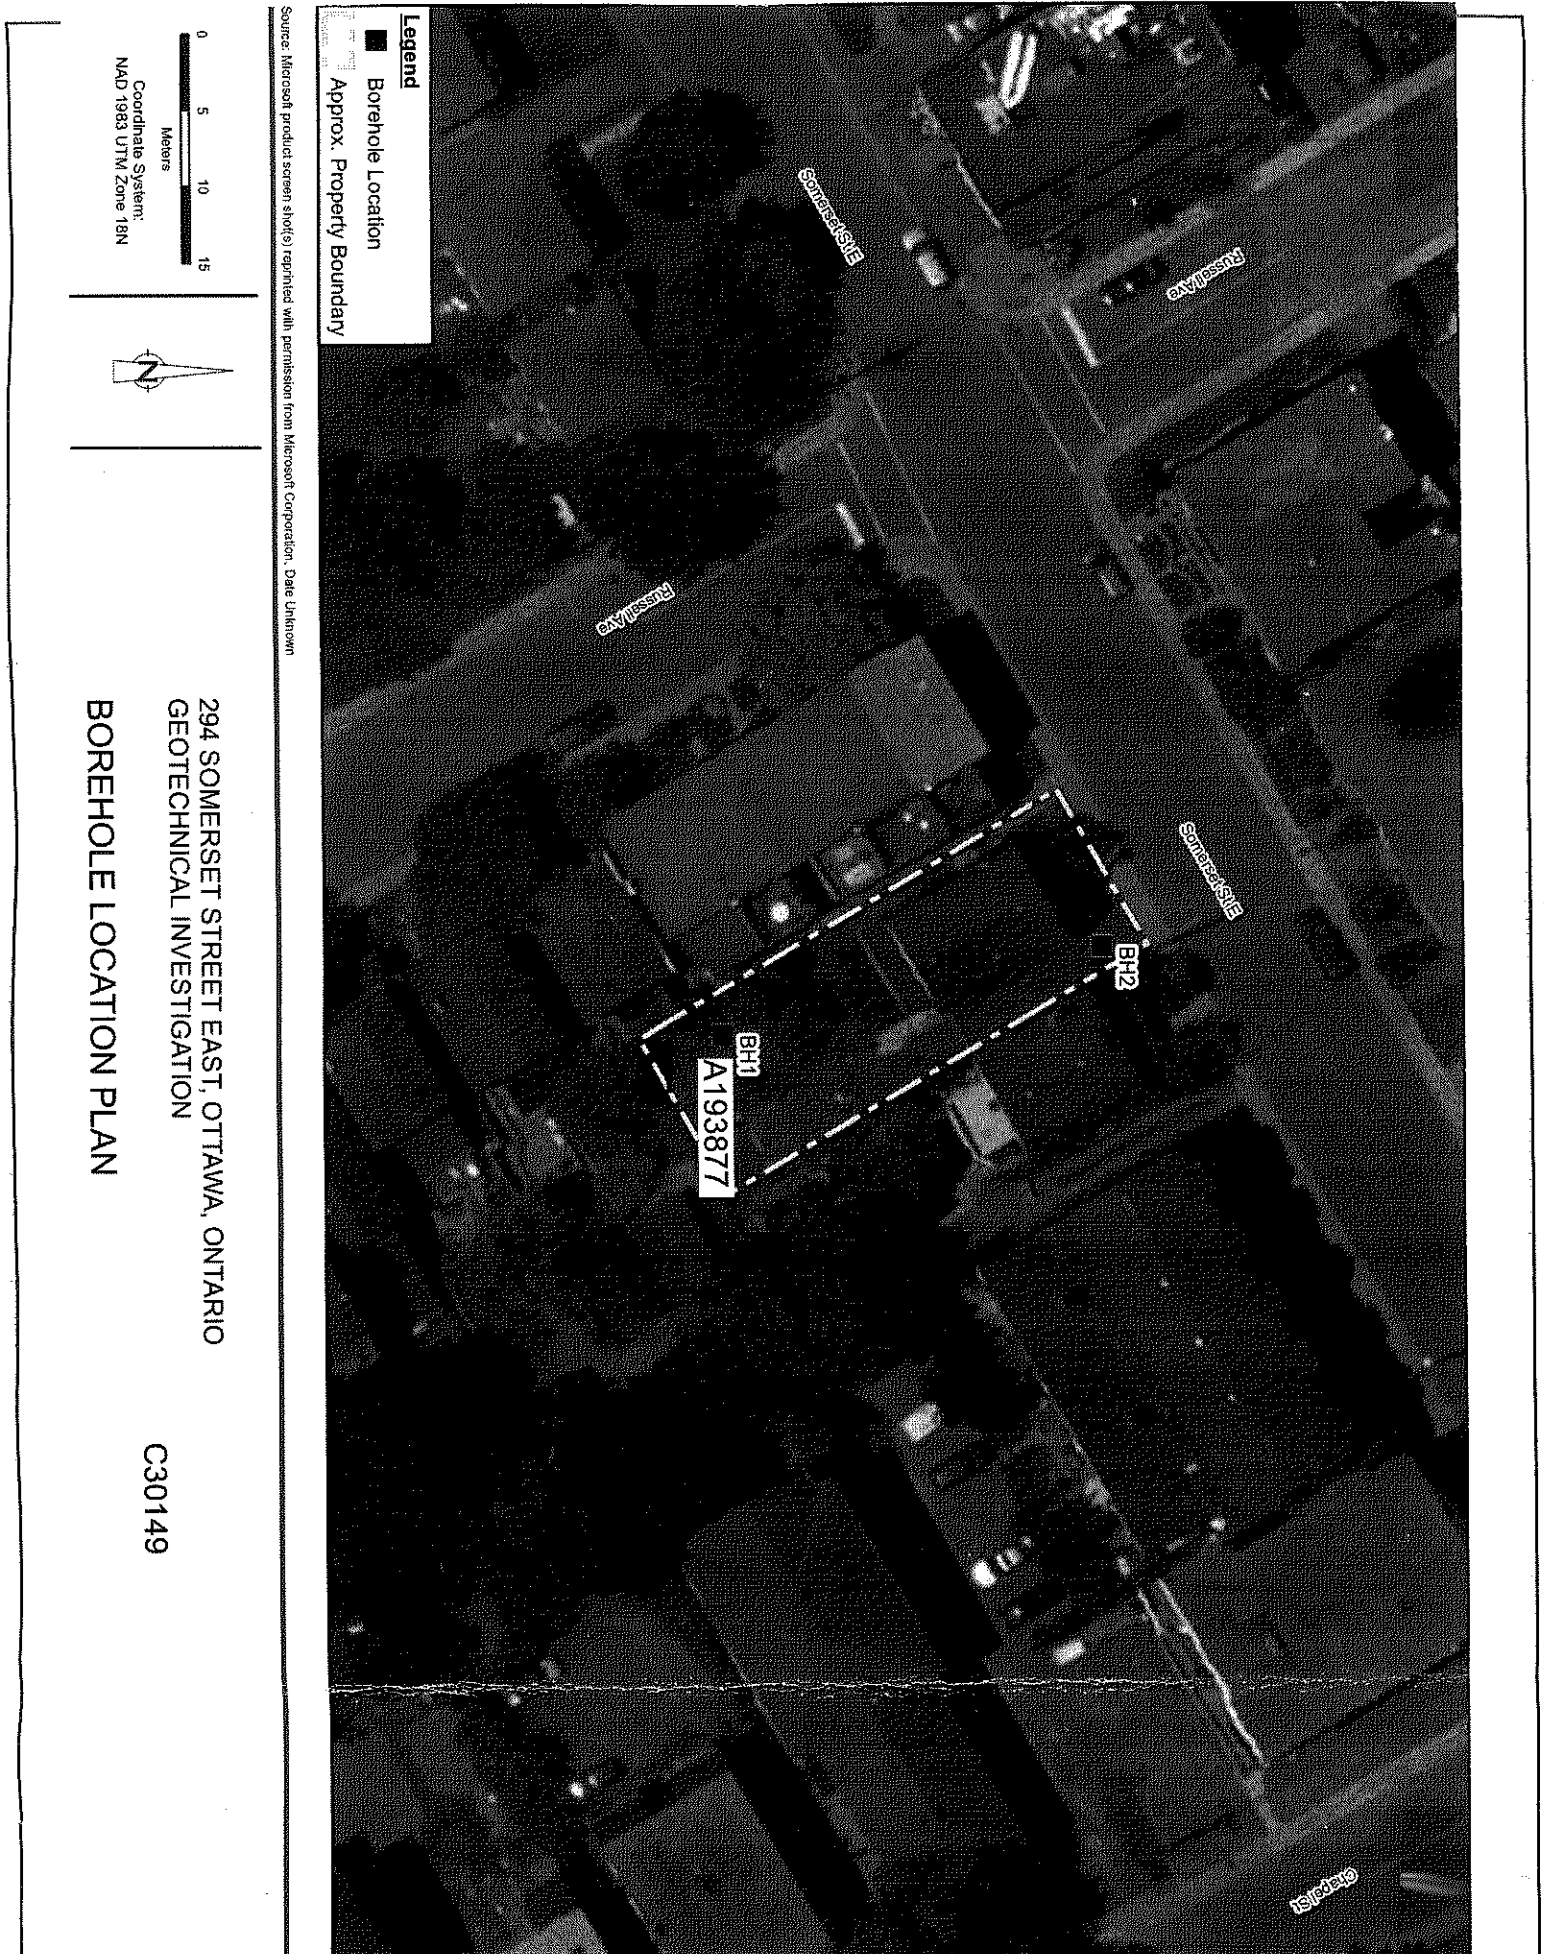 Somerset St E
Russell Ave
Russell Ave
Somerset St E
BH2
BH1
A193877
Chapel St
Legend
Borehole Location
Approx. Property Boundary
Source: Microsoft product screen shot(s) reprinted with permission from Microsoft Corporation, Date Unknown
0 5 10 15
Meters
Coordinate System:
NAD 1983 UTM Zone 18N
N
294 SOMERSET STREET EAST, OTTAWA, ONTARIO
GEOTECHNICAL INVESTIGATION
BOREHOLE LOCATION PLAN
C30149